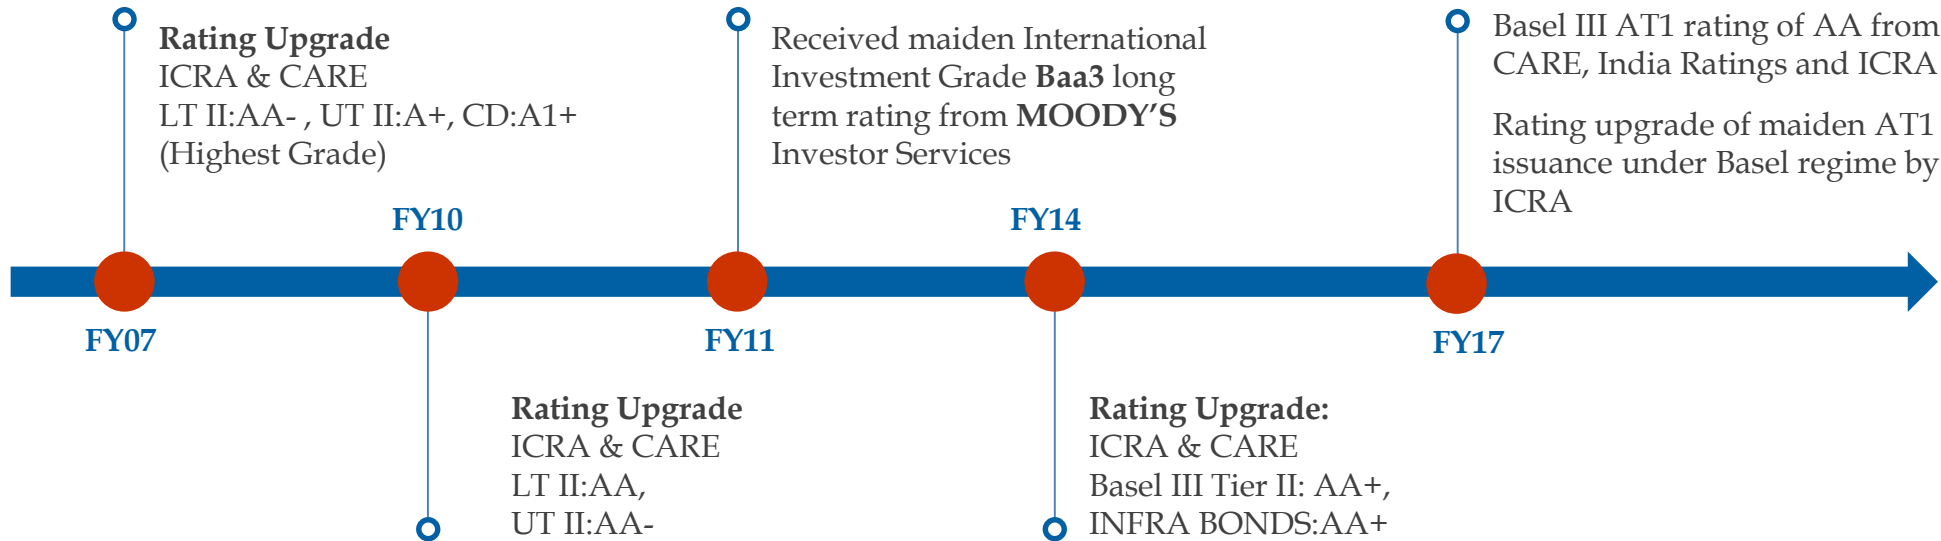 Rating Upgrade
ICRA & CARE
LT II:AA- , UT II:A+, CD:A1+
(Highest Grade)
Received maiden International
Investment Grade Baa3 long
term rating from MOODY’S
Investor Services
Basel III AT1 rating of AA from
CARE, India Ratings and ICRA
Rating upgrade of maiden AT1
issuance under Basel regime by
ICRA
FY10
FY14
FY07
FY11
FY17
Rating Upgrade
ICRA & CARE
LT II:AA,
UT II:AA-
Rating Upgrade:
ICRA & CARE
Basel III Tier II: AA+,
INFRA BONDS:AA+